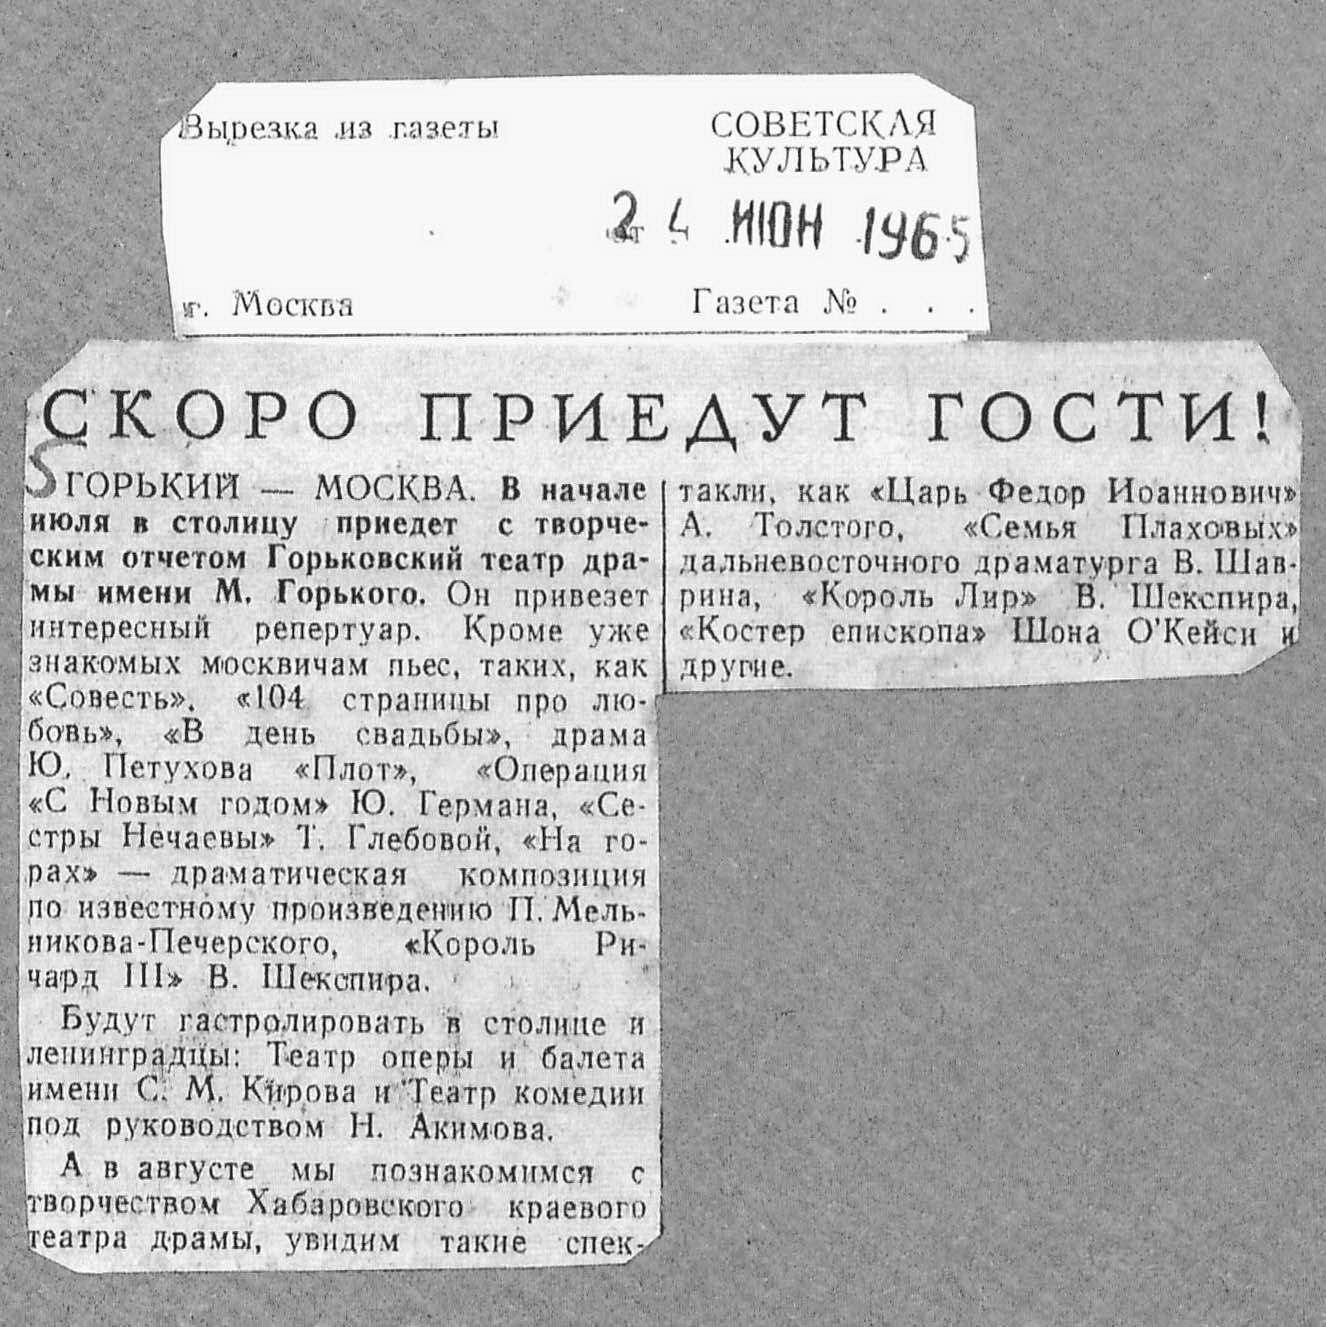 Вырезка из газеты
СОВЕТСКАЯ
КУЛЬТУРА
от 24 ИЮН 1965
г. Москва
Газета № . . .
СКОРО ПРИЕДУТ ГОСТИ!
ГОРЬКИЙ — МОСКВА. В начале
июля в столицу приедет с творче-
ским отчетом Горьковский театр дра-
мы имени М. Горького. Он привезет
интересный репертуар. Кроме уже
знакомых москвичам пьес, таких, как
«Совесть», «104 страницы про лю-
бовь», «В день свадьбы», драма
Ю. Петухова «Плот», «Операция
«С Новым годом» Ю. Германа, «Се-
стры Нечаевы» Т. Глебовой, «На го-
рах» — драматическая композиция
по известному произведению П. Мель-
никова-Печерского, «Король Ри-
чард III» В. Шекспира.
Будут гастролировать в столице и
ленинградцы: Театр оперы и балета
имени С. М. Кирова и Театр комедии
под руководством Н. Акимова.
А в августе мы познакомимся с
творчеством Хабаровского краевого
театра драмы, увидим такие спек-
такли, как «Царь Федор Иоаннович»
А. Толстого, «Семья Плаховых»
дальневосточного драматурга В. Шав-
рина, «Король Лир» В. Шекспира,
«Костер епископа» Шона О'Кейси и
другие.